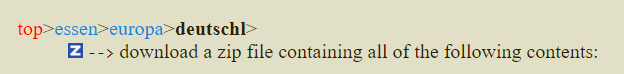 top>essen>europa>deutschl>
Z --> download a zip file containing all of the following contents: